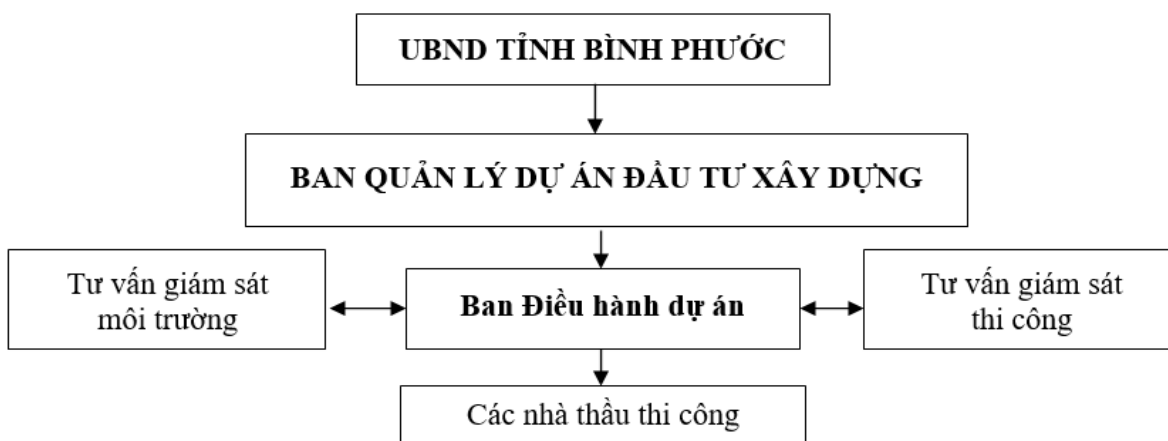 UBND TỈNH BÌNH PHƯỚC
BAN QUẢN LÝ DỰ ÁN ĐẦU TƯ XÂY DỰNG
Tư vấn giám sát
môi trường
Ban Điều hành dự án
Tư vấn giám sát
thi công
Các nhà thầu thi công